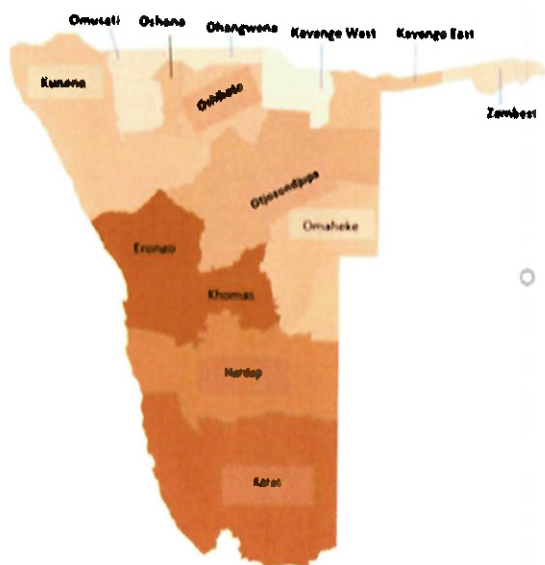 Omusati Oshana Ohangwena Kavango West Kavango East
Kunene
Oshikoto
Zambezi
Otjozondjupa
Omaheke
Erongo
Khomas
Hardap
Karas